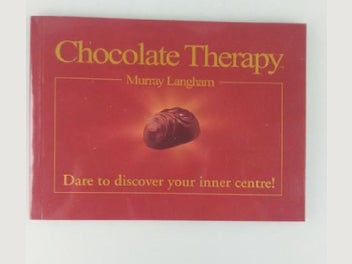 Chocolate Therapy
Murray Langham
Dare to discover your inner centre!